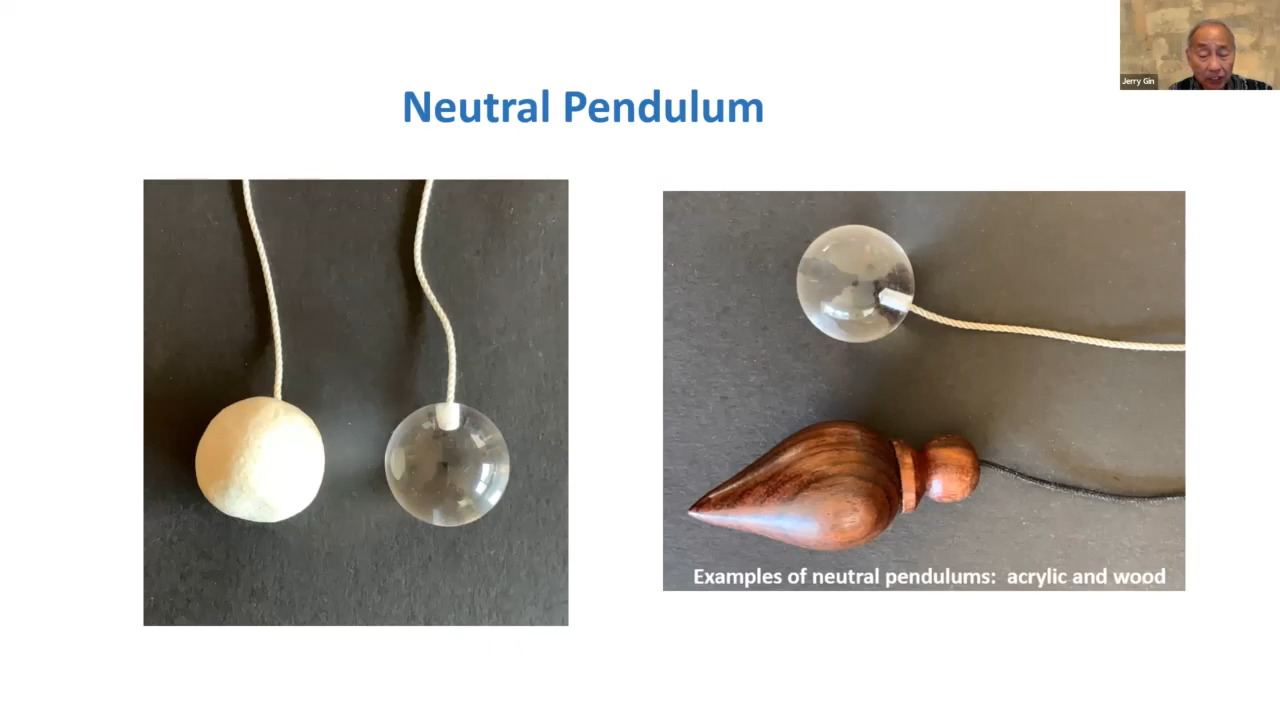 Jerry Gin
Neutral Pendulum
Examples of neutral pendulums:  acrylic and wood